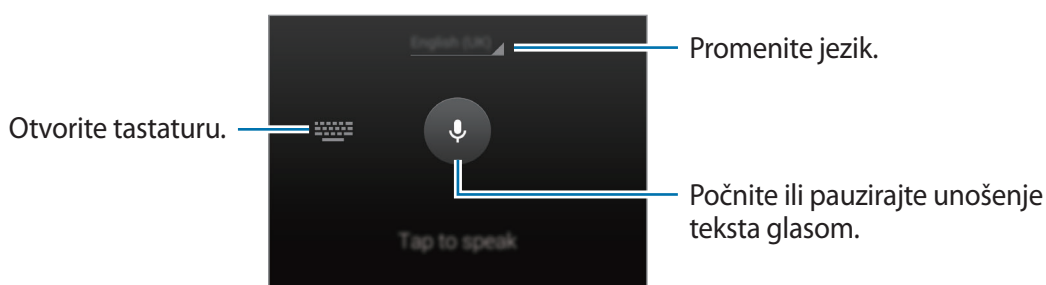 English (UK)
Promenite jezik.
Otvorite tastaturu.
Počnite ili pauzirajte unošenje
teksta glasom.
Tap to speak